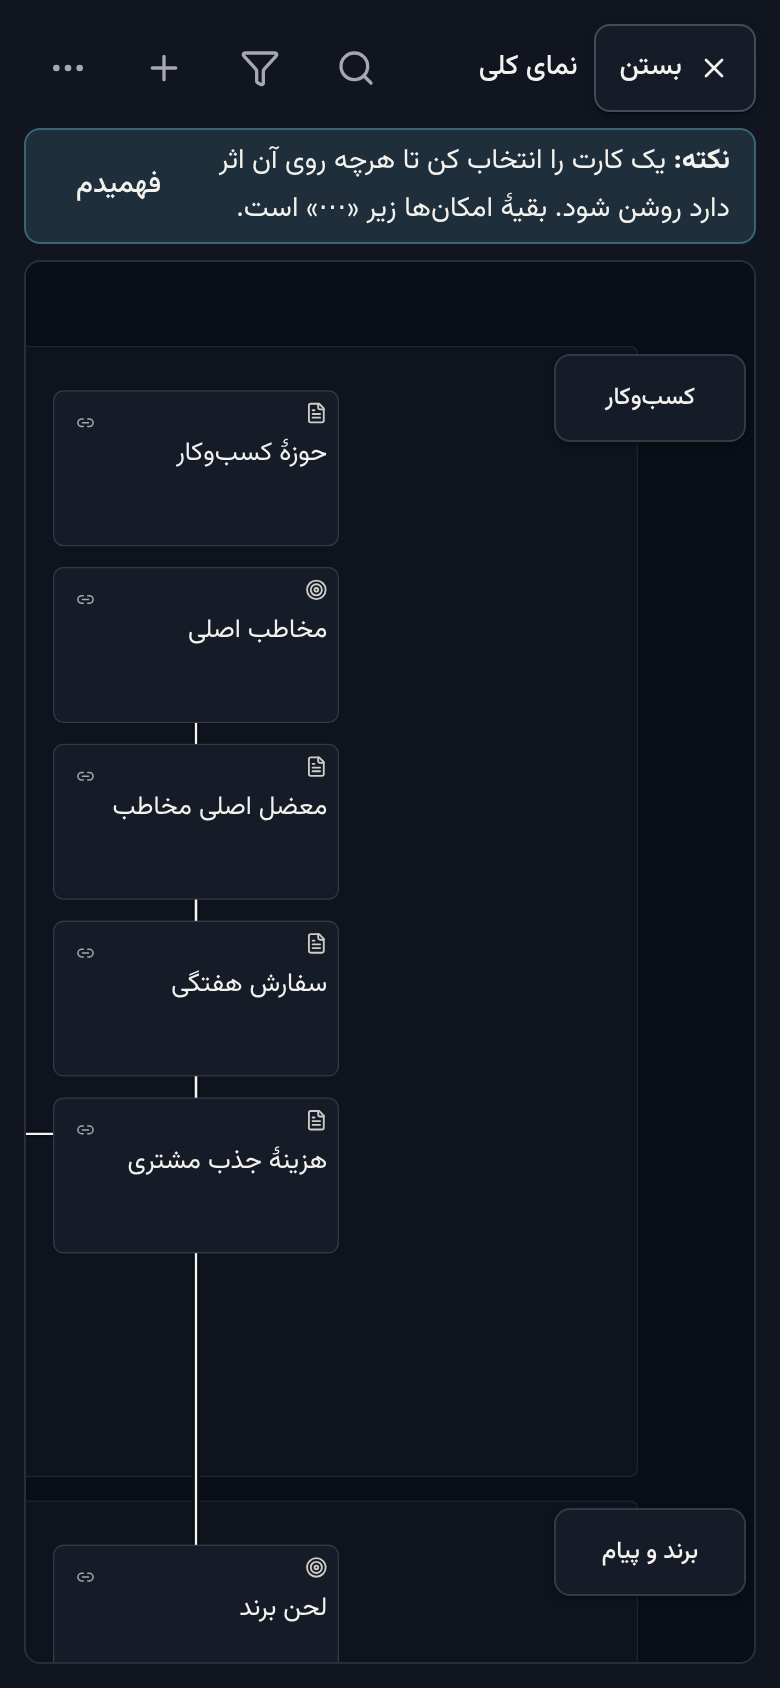 بستن
نمای کلی
نکته: یک کارت را انتخاب کن تا هرچه روی آن اثر
دارد روشن شود. بقیهٔ امکان‌ها زیر «···» است.
فهمیدم
کسب‌وکار
حوزهٔ کسب‌وکار
مخاطب اصلی
معضل اصلی مخاطب
سفارش هفتگی
هزینهٔ جذب مشتری
برند و پیام
لحن برند